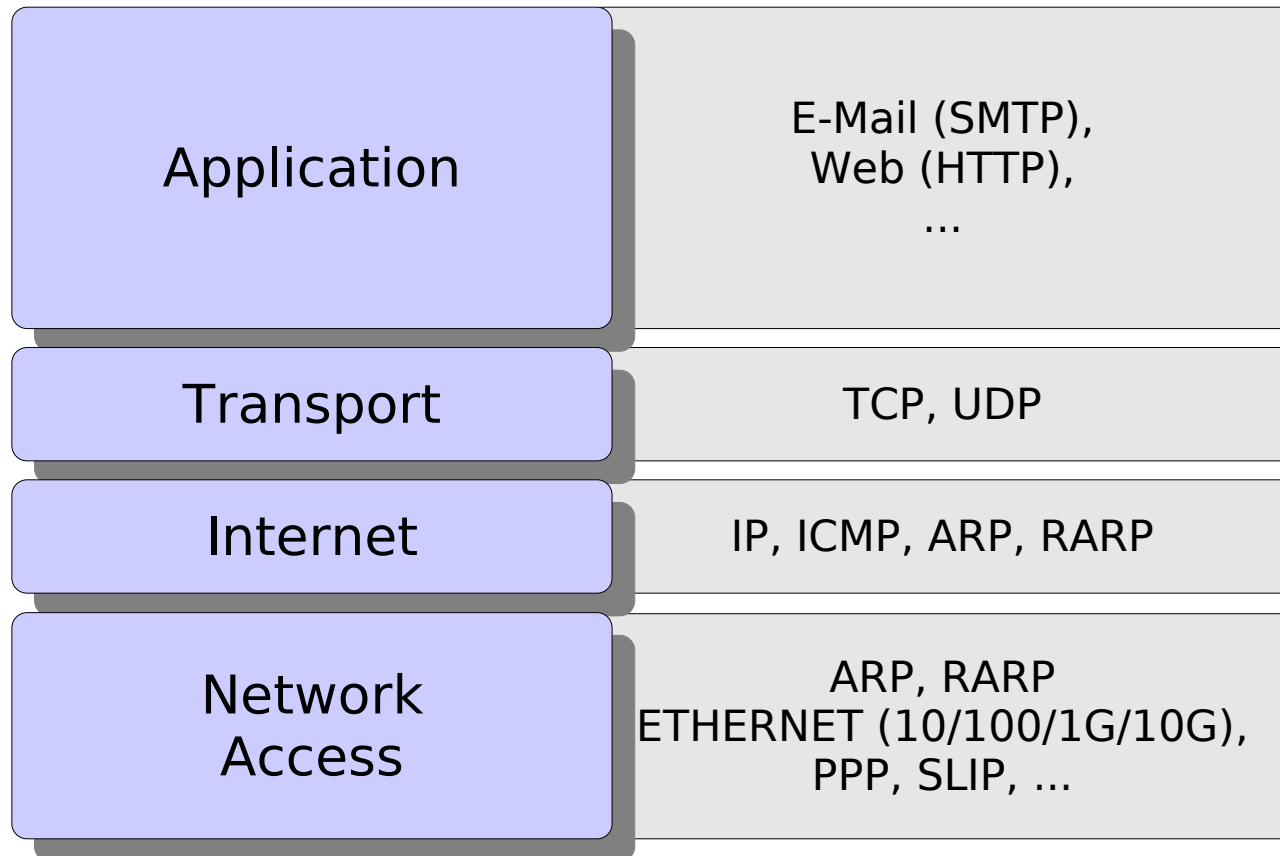 Application
E-Mail (SMTP),
Web (HTTP),
...
Transport
TCP, UDP
Internet
IP, ICMP, ARP, RARP
Network
Access
ARP, RARP
ETHERNET (10/100/1G/10G),
PPP, SLIP, ...